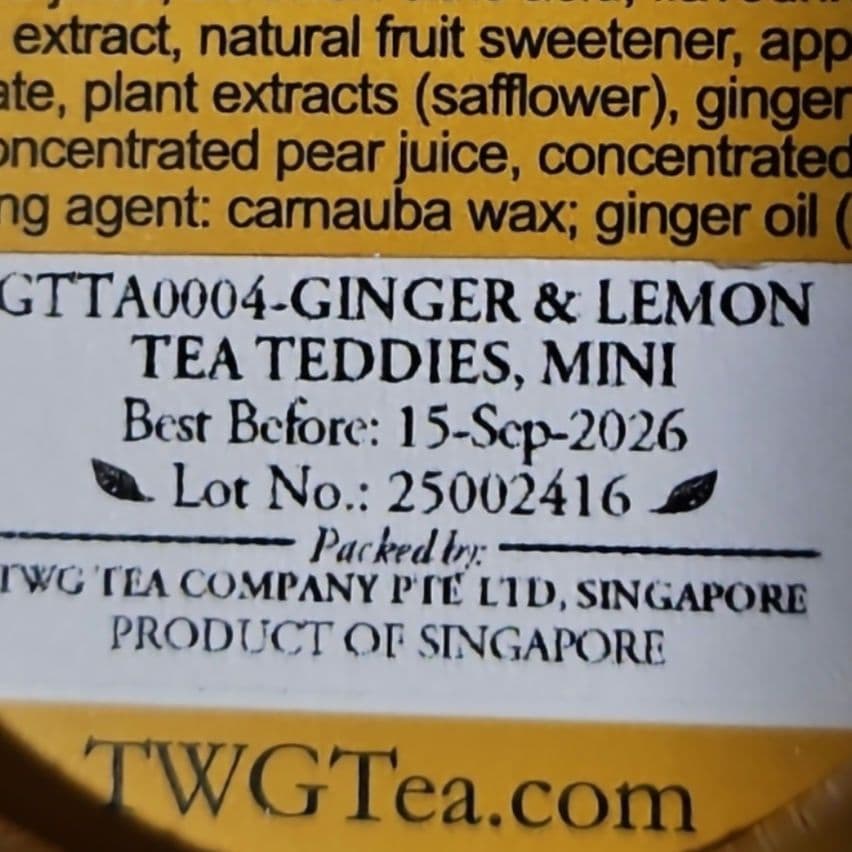 extract, natural fruit sweetener, app
ate, plant extracts (safflower), ginger
oncentrated pear juice, concentrated
ng agent: carnauba wax; ginger oil (
GTTA0004-GINGER & LEMON
TEA TEDDIES, MINI
Best Before: 15-Sep-2026
Lot No.: 25002416
Packed by:
TWG TEA COMPANY PTE LTD, SINGAPORE
PRODUCT OF SINGAPORE
TWGTea.com